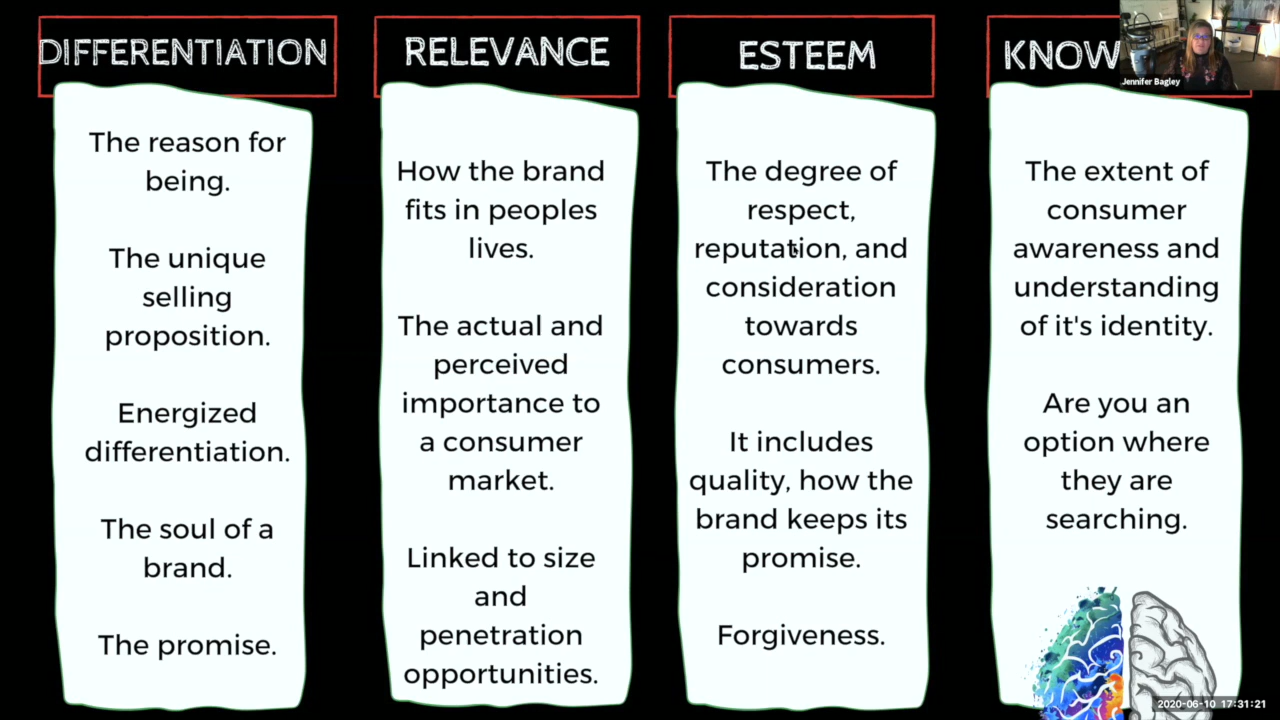 DIFFERENTIATION
The reason for
being.
The unique
selling
proposition.
Energized
differentiation.
The soul of a
brand.
The promise.
RELEVANCE
How the brand
fits in peoples
lives.
The actual and
perceived
importance to
a consumer
market.
Linked to size
and
penetration
opportunities.
ESTEEM
The degree of
respect,
reputation, and
consideration
towards
consumers.
It includes
quality, how the
brand keeps its
promise.
Forgiveness.
KNOW
The extent of
consumer
awareness and
understanding
of it's identity.
Are you an
option where
they are
searching.
Jennifer Bagley
2020-06-10 17:31:21